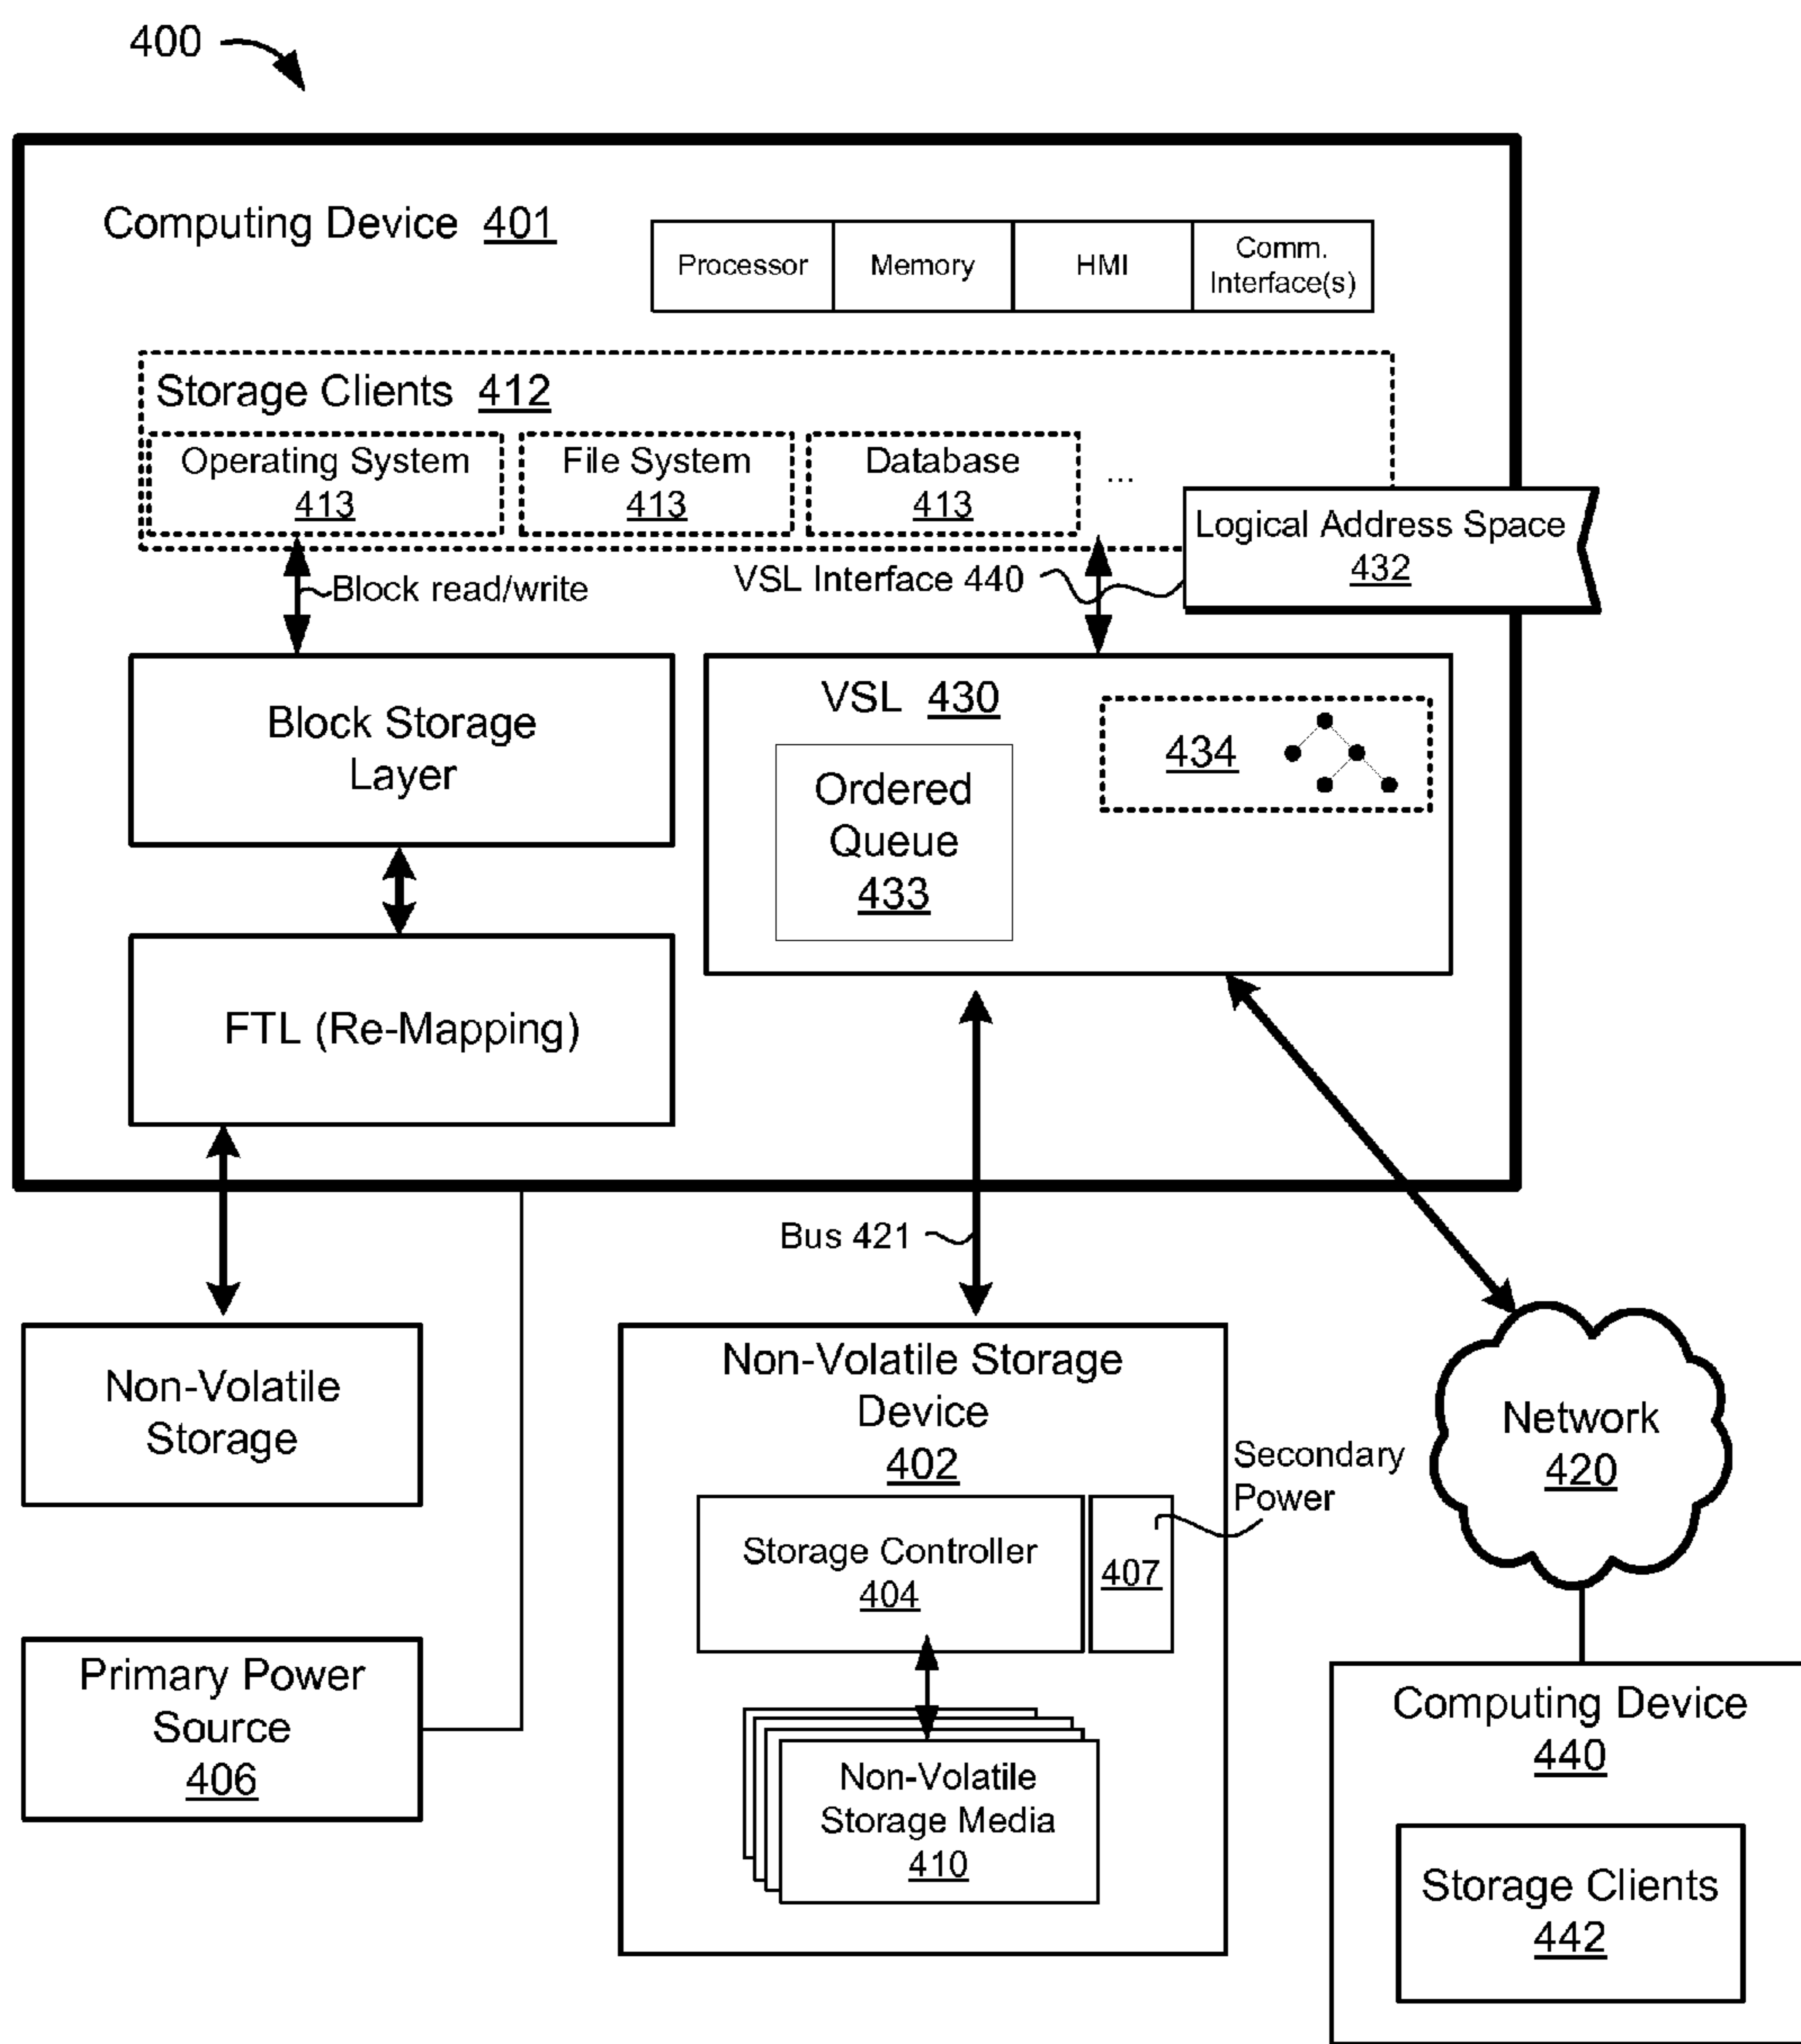 400
Computing Device 401
Processor
Memory
HMI
Comm.
Interface(s)
Storage Clients 412
Operating System
413
File System
413
Database
413
...
Logical Address Space
432
Block read/write
VSL Interface 440
Block Storage
Layer
VSL 430
434
Ordered
Queue
433
FTL (Re-Mapping)
Bus 421
Non-Volatile
Storage
Non-Volatile Storage
Device
402
Secondary
Power
Storage Controller
404
407
Network
420
Primary Power
Source
406
Non-Volatile
Storage Media
410
Computing Device
440
Storage Clients
442